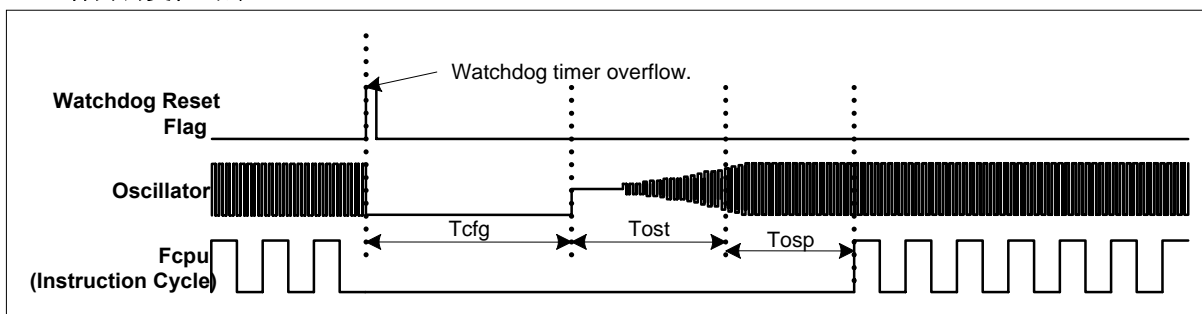 Watchdog timer overflow.
Watchdog Reset
Flag
Oscillator
Tcfg
Tost
Tosp
Fcpu
(Instruction Cycle)